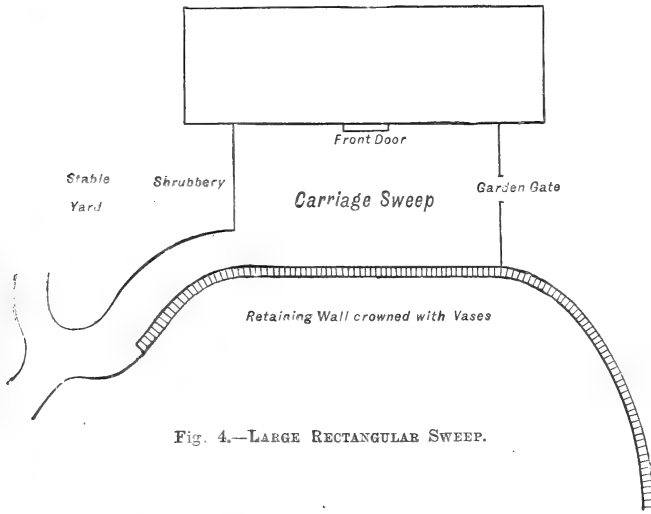 Front Door
Stable
Yard
Shrubbery
Carriage Sweep
Garden Gate
Retaining Wall crowned with Vases
Fig. 4.—LARGE RECTANGULAR SWEEP.